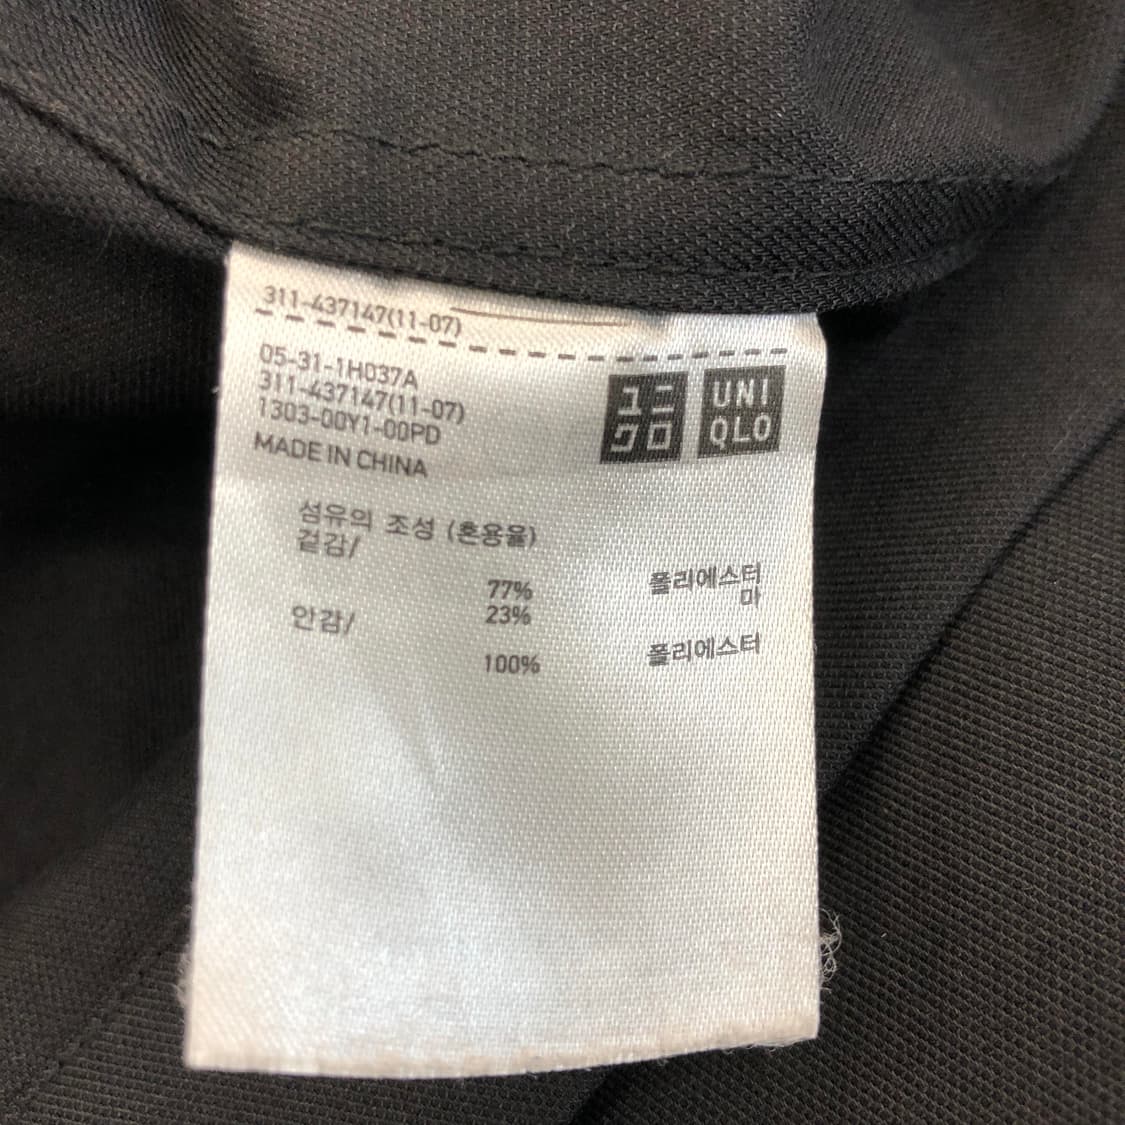 311-437147(11-07)
05-31-1H037A
311-437147(11-07)
1303-00Y1-00PD
MADE IN CHINA
ユニ
クロ
UNI
QLO
섬유의 조성 (혼용율)
겉감/
77% 폴리에스터
23% 마
안감/
100% 폴리에스터